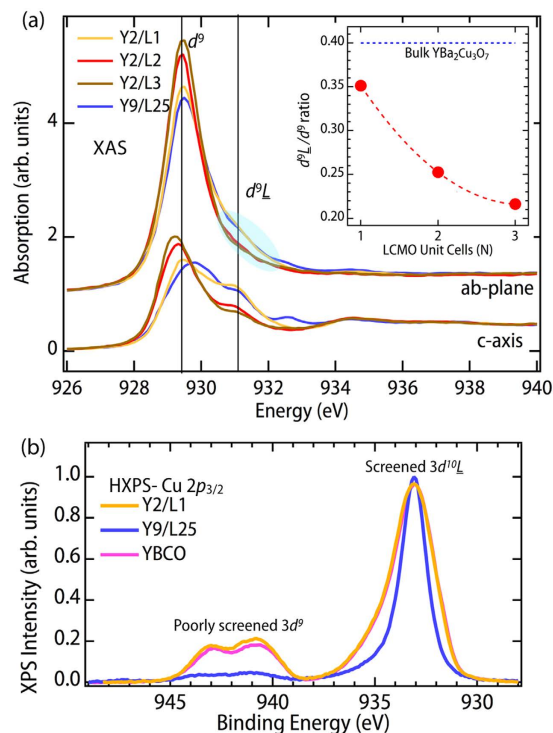 (a)
Y2/L1
Y2/L2
Y2/L3
Y9/L25
XAS
d⁹
d⁹L
Absorption (arb. units)
4
2
0
ab-plane
c-axis
926 928 930 932 934 936 938 940
Energy (eV)
0.40
0.35
0.30
0.25
0.20
d⁹L/d⁹ ratio
Bulk YBa₂Cu₃O₇
1 2 3
LCMO Unit Cells (N)
(b)
HXPS- Cu 2p₃/₂
Y2/L1
Y9/L25
YBCO
Screened 3d¹⁰L
Poorly screened 3d⁹
XPS Intensity (arb. units)
1.0
0.8
0.6
0.4
0.2
0.0
945 940 935 930
Binding Energy (eV)